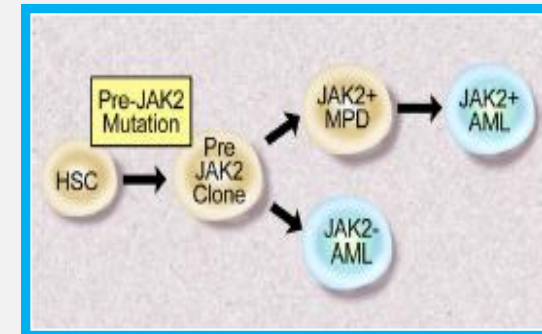 Pre-JAK2
Mutation
HSC
Pre
JAK2
Clone
JAK2+
MPD
JAK2+
AML
JAK2-
AML